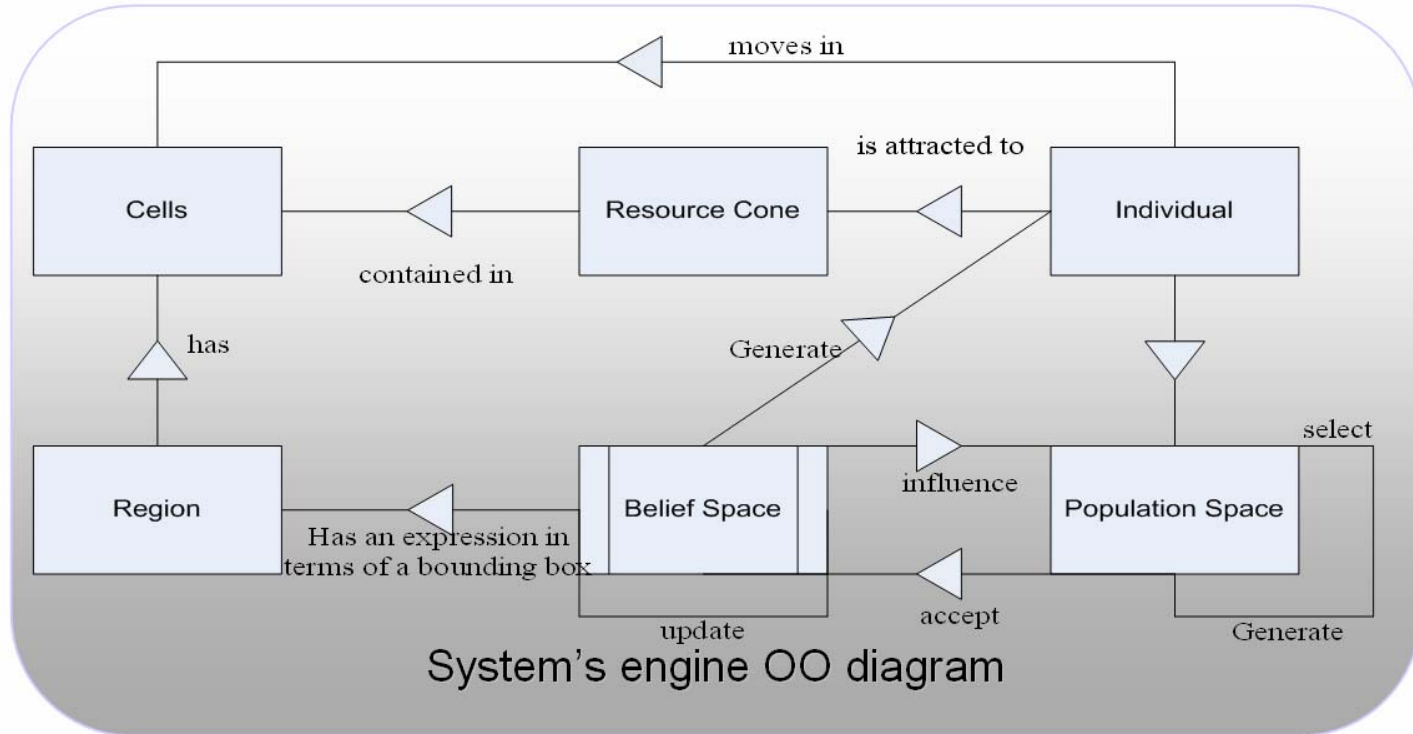 moves in
is attracted to
Cells
Resource Cone
Individual
contained in
has
Generate
select
influence
Region
Belief Space
Population Space
Has an expression in
terms of a bounding box
accept
update
Generate
System's engine OO diagram